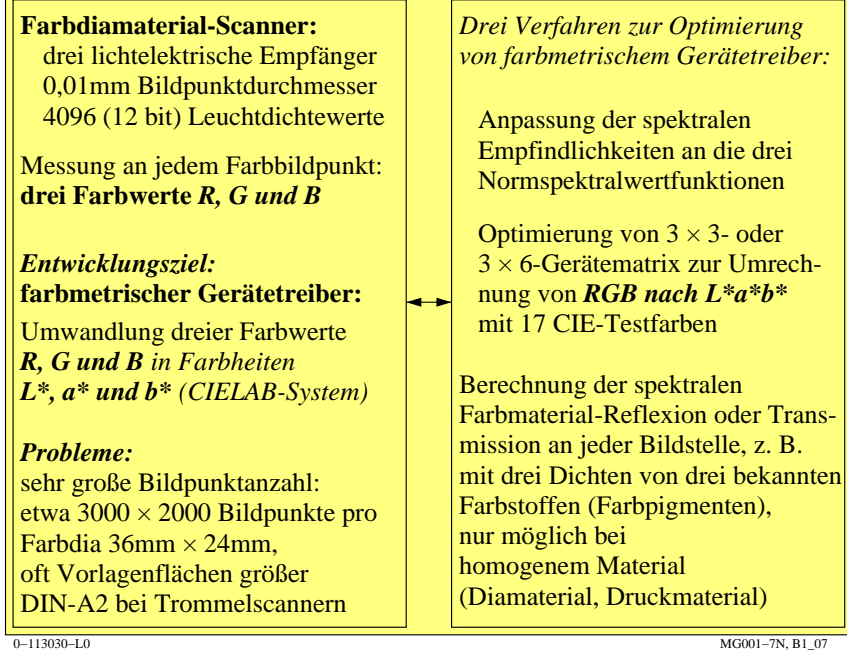 Farbdiamaterial-Scanner:
drei lichtelektrische Empfänger
0,01mm Bildpunktdurchmesser
4096 (12 bit) Leuchtdichtewerte
Messung an jedem Farbbildpunkt:
drei Farbwerte R, G und B
Entwicklungsziel:
farbmetrischer Gerätetreiber:
Umwandlung dreier Farbwerte
R, G und B in Farbheiten
L*, a* und b* (CIELAB-System)
Probleme:
sehr große Bildpunktanzahl:
etwa 3000 × 2000 Bildpunkte pro
Farbdia 36mm × 24mm,
oft Vorlagenflächen größer
DIN-A2 bei Trommelscannern
Drei Verfahren zur Optimierung
von farbmetrischem Gerätetreiber:
Anpassung der spektralen
Empfindlichkeiten an die drei
Normspektralwertfunktionen
Optimierung von 3 × 3- oder
3 × 6-Gerätematrix zur Umrech-
nung von RGB nach L*a*b*
mit 17 CIE-Testfarben
Berechnung der spektralen
Farbmaterial-Reflexion oder Trans-
mission an jeder Bildstelle, z. B.
mit drei Dichten von drei bekannten
Farbstoffen (Farbpigmenten),
nur möglich bei
homogenem Material
(Diamaterial, Druckmaterial)
0−113030−L0
MG001−7N, B1_07